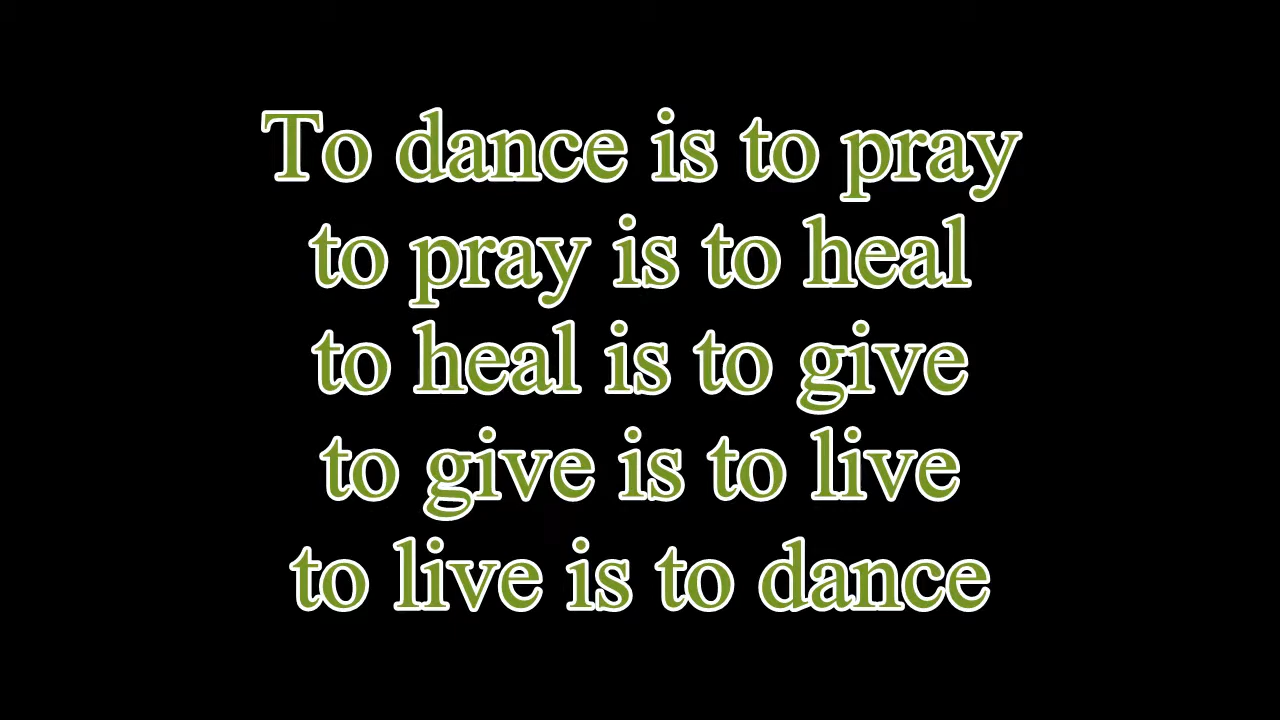 To dance is to pray
to pray is to heal
to heal is to give
to give is to live
to live is to dance